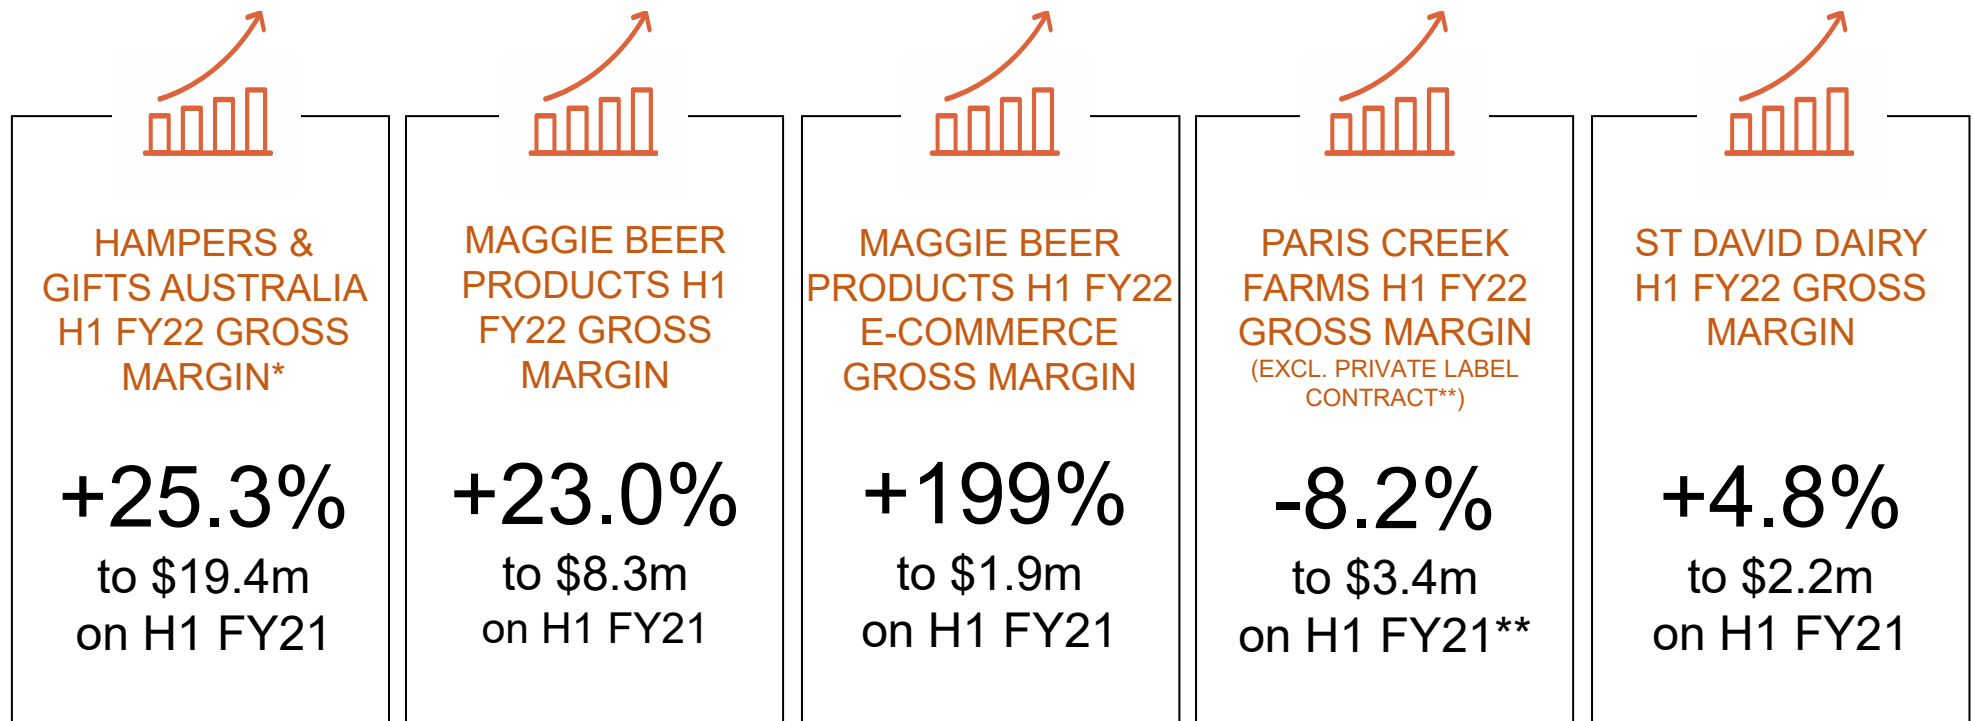 HAMPERS &
GIFTS AUSTRALIA
H1 FY22 GROSS
MARGIN*
+25.3%
to $19.4m
on H1 FY21
MAGGIE BEER
PRODUCTS H1
FY22 GROSS
MARGIN
+23.0%
to $8.3m
on H1 FY21
MAGGIE BEER
PRODUCTS H1 FY22
E-COMMERCE
GROSS MARGIN
+199%
to $1.9m
on H1 FY21
PARIS CREEK
FARMS H1 FY22
GROSS MARGIN
(EXCL. PRIVATE LABEL
CONTRACT**)
-8.2%
to $3.4m
on H1 FY21**
ST DAVID DAIRY
H1 FY22 GROSS
MARGIN
+4.8%
to $2.2m
on H1 FY21